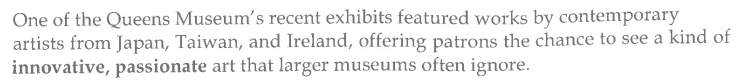 One of the Queens Museum's recent exhibits featured works by contemporary
artists from Japan, Taiwan, and Ireland, offering patrons the chance to see a kind of
innovative, passionate art that larger museums often ignore.